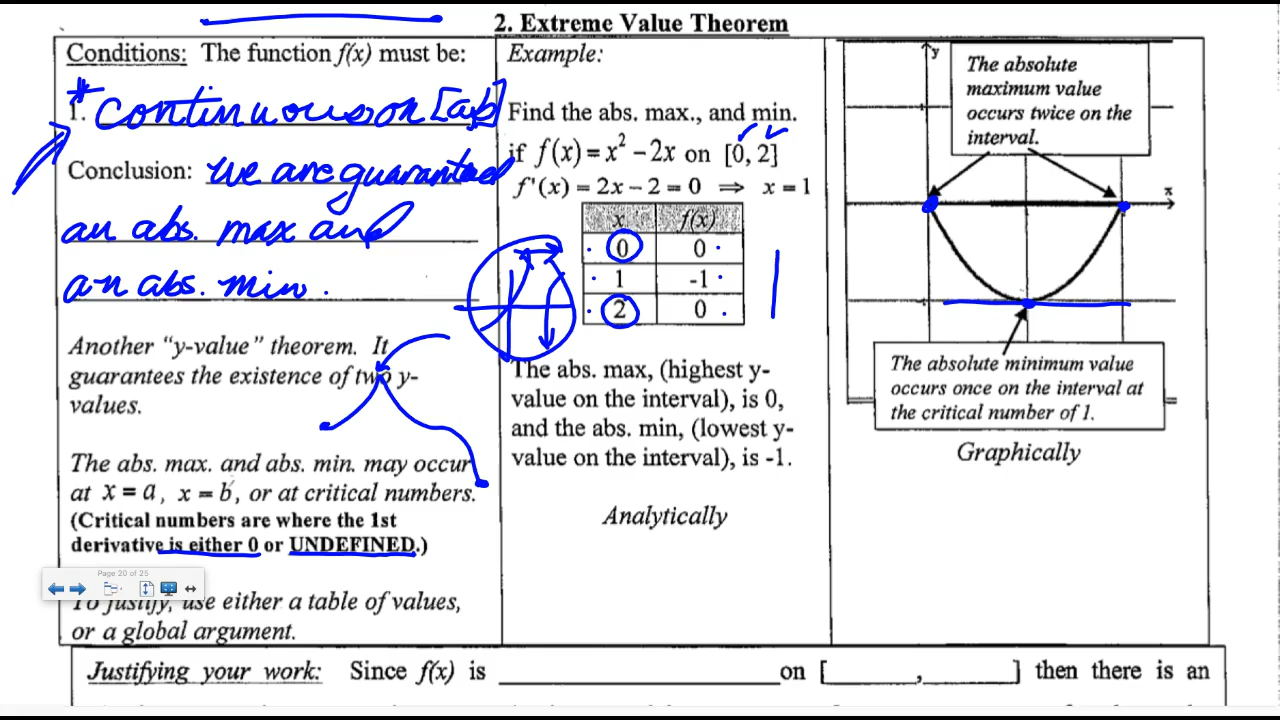 2. Extreme Value Theorem
Conditions: The function f(x) must be:
1. * continuous on [a,b]
Conclusion: we are guaranteed
an abs. max and
an abs. min.
Another "y-value" theorem. It
guarantees the existence of two y-
values.
The abs. max. and abs. min. may occur
at x = a, x = b, or at critical numbers.
(Critical numbers are where the 1st
derivative is either 0 or UNDEFINED.)
Page 20 of 25
To justify, use either a table of values,
or a global argument.
Example:
Find the abs. max., and min.
if f(x) = x² − 2x on [0, 2]
f'(x) = 2x − 2 = 0 ⇒ x = 1
x f(x)
0 0
1 -1
2 0
The abs. max, (highest y-
value on the interval), is 0,
and the abs. min, (lowest y-
value on the interval), is -1.
Analytically
y
The absolute
maximum value
occurs twice on the
interval.
x
The absolute minimum value
occurs once on the interval at
the critical number of 1.
Graphically
Justifying your work: Since f(x) is ____________ on [______,______] then there is an